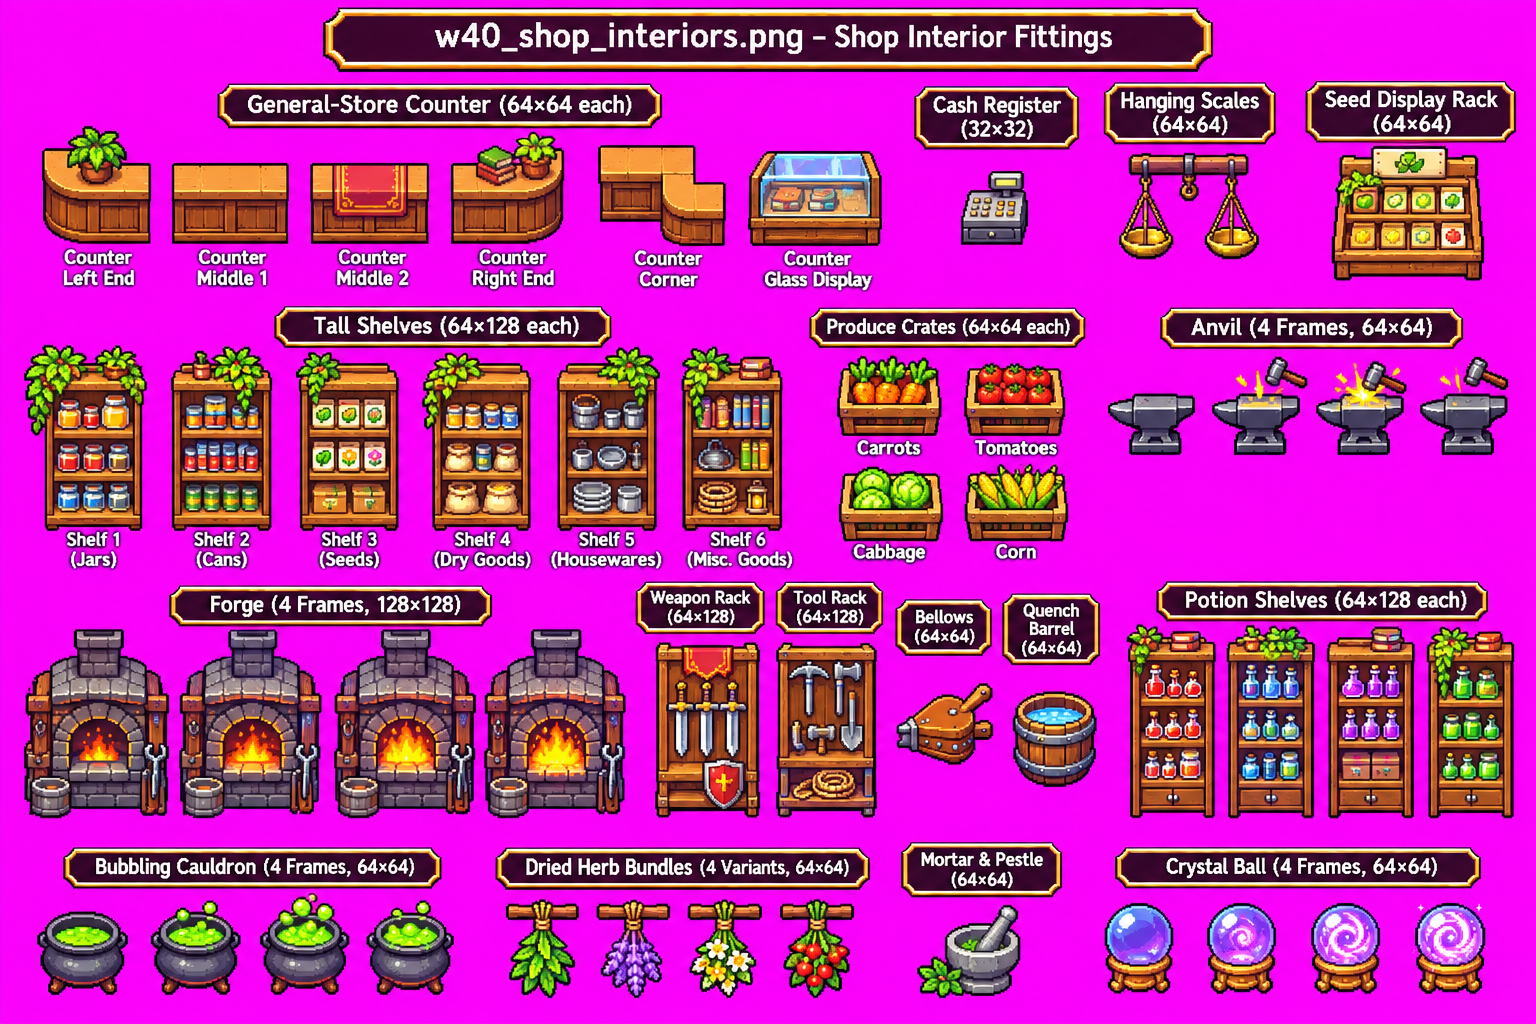 w40_shop_interiors.png – Shop Interior Fittings
General-Store Counter (64×64 each)
Cash Register
(32×32)
Hanging Scales
(64×64)
Seed Display Rack
(64×64)
Counter
Left End
Counter
Middle 1
Counter
Middle 2
Counter
Right End
Counter
Corner
Counter
Glass Display
Tall Shelves (64×128 each)
Produce Crates (64×64 each)
Anvil (4 Frames, 64×64)
Carrots
Tomatoes
Cabbage
Corn
Shelf 1
(Jars)
Shelf 2
(Cans)
Shelf 3
(Seeds)
Shelf 4
(Dry Goods)
Shelf 5
(Housewares)
Shelf 6
(Misc. Goods)
Forge (4 Frames, 128×128)
Weapon Rack
(64×128)
Tool Rack
(64×128)
Bellows
(64×64)
Quench
Barrel
(64×64)
Potion Shelves (64×128 each)
Bubbling Cauldron (4 Frames, 64×64)
Dried Herb Bundles (4 Variants, 64×64)
Mortar & Pestle
(64×64)
Crystal Ball (4 Frames, 64×64)